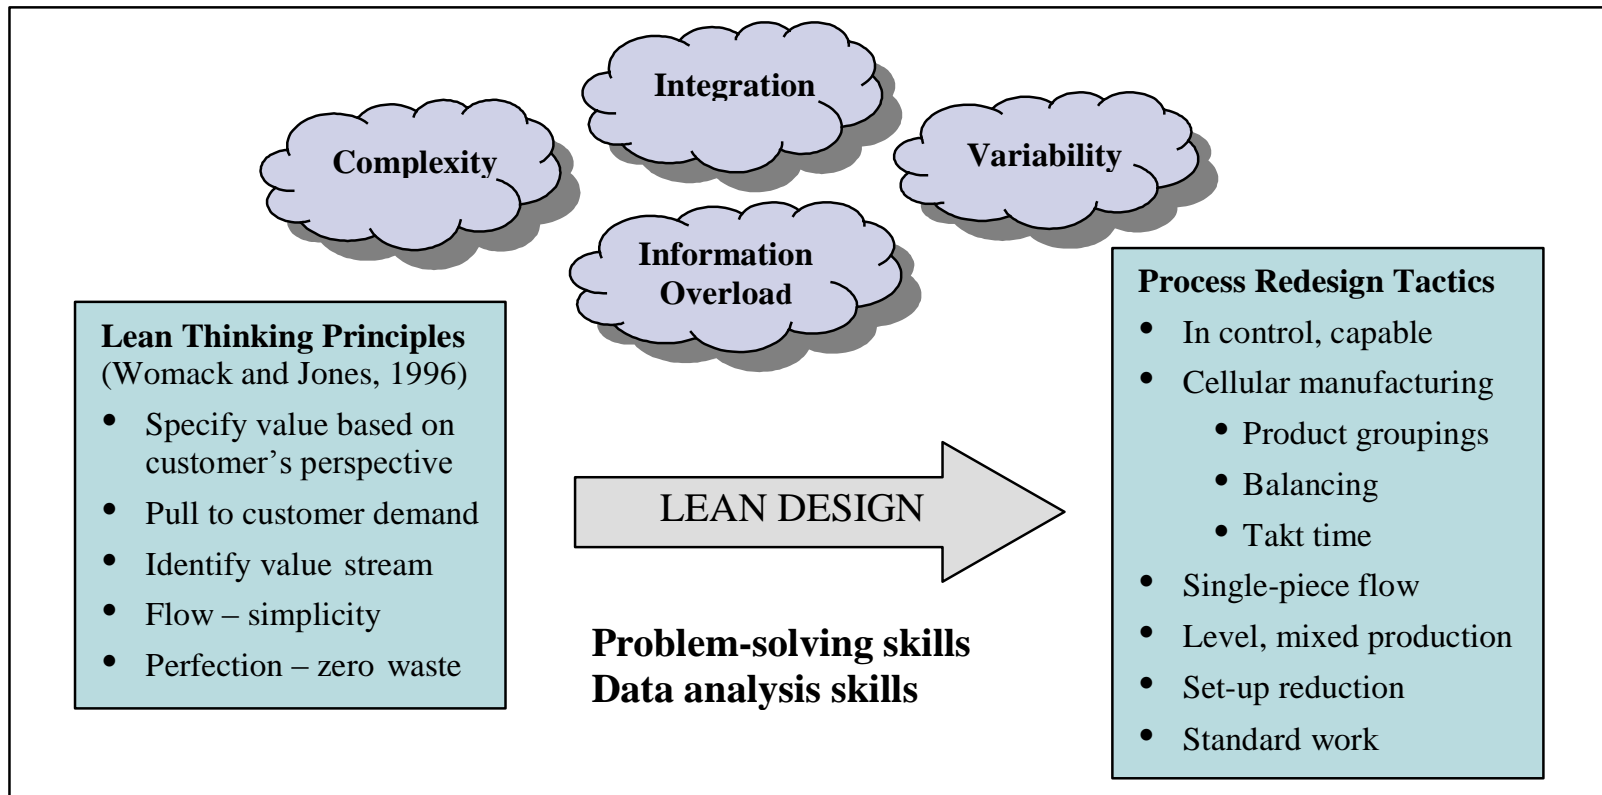 Integration
Complexity
Variability
Information
Overload
Lean Thinking Principles
(Womack and Jones, 1996)
• Specify value based on
customer’s perspective
• Pull to customer demand
• Identify value stream
• Flow – simplicity
• Perfection – zero waste
LEAN DESIGN
Problem-solving skills
Data analysis skills
Process Redesign Tactics
• In control, capable
• Cellular manufacturing
• Product groupings
• Balancing
• Takt time
• Single-piece flow
• Level, mixed production
• Set-up reduction
• Standard work